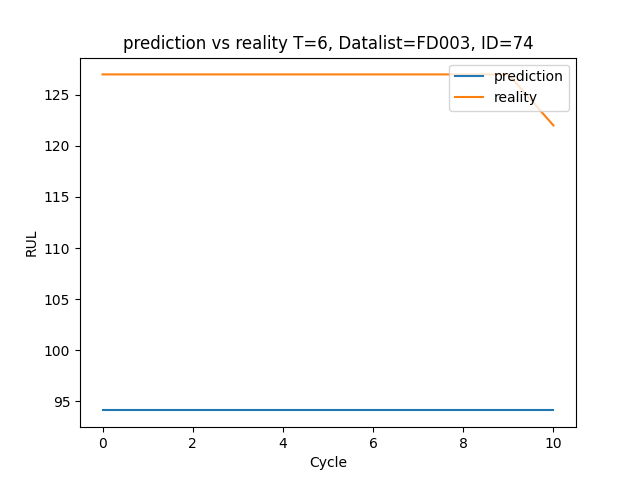 prediction vs reality T=6, Datalist=FD003, ID=74
prediction
reality
125
120
115
110
105
100
95
RUL
0 2 4 6 8 10
Cycle